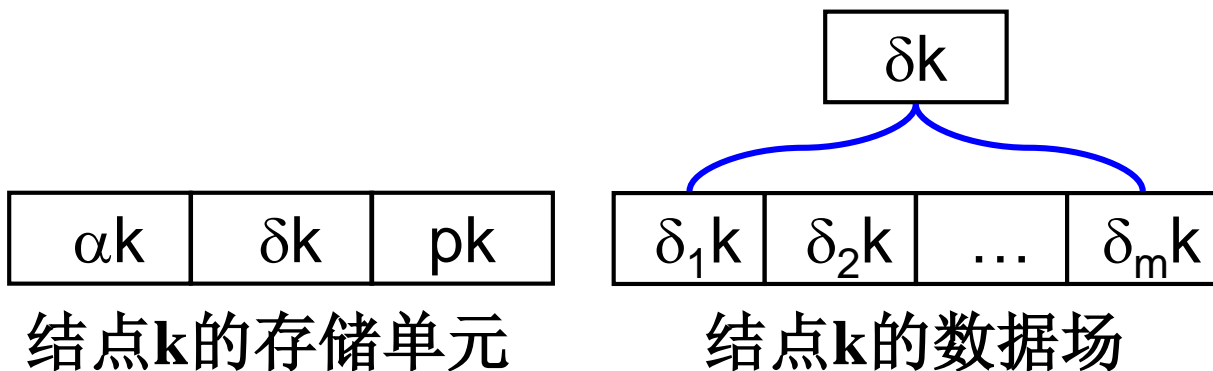 δk
αk δk pk
δ₁k δ₂k … δₘk
结点k的存储单元
结点k的数据场